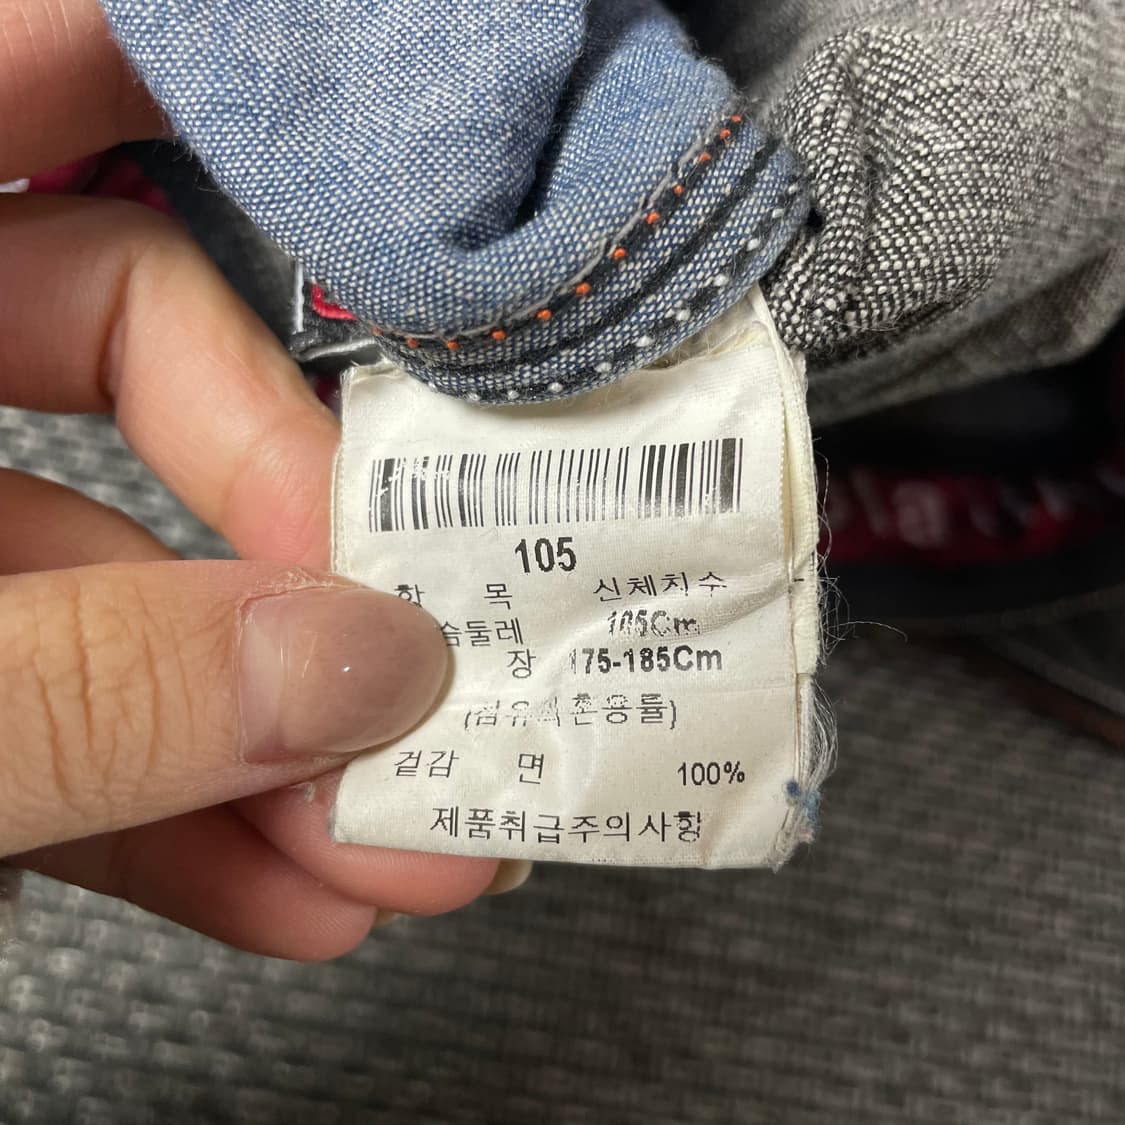 105
항 목 신체치수
슴둘레 105Cm
장 175-185Cm
(섬유의혼용률)
겉감 면 100%
제품취급주의사항